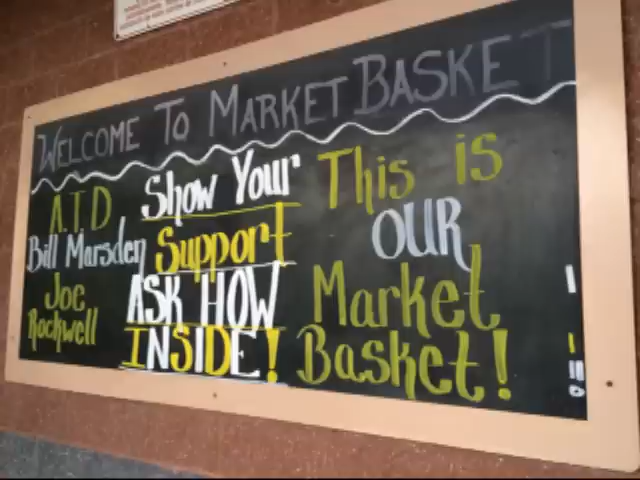 WELCOME TO MARKET BASKET
A.T.D
Bill Marsden
Joe
Rockwell
Show Your
Support
ASK HOW
INSIDE!
This is
OUR
Market
Basket!